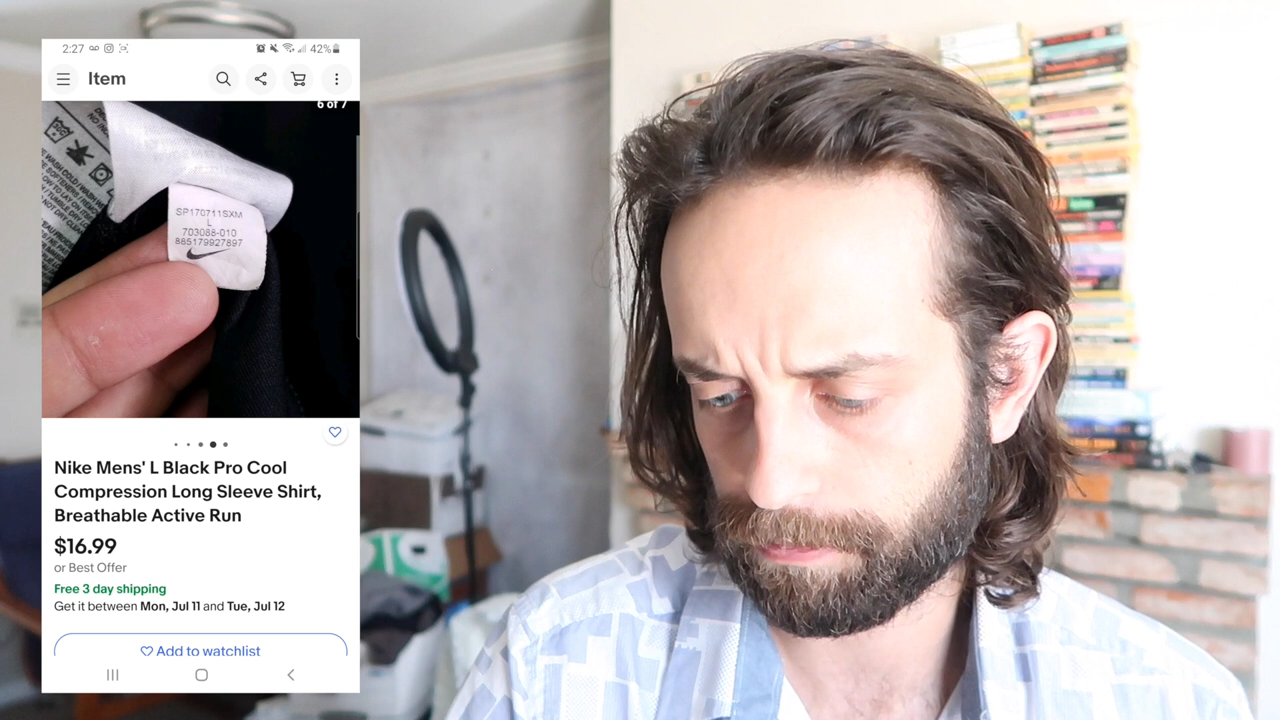 2:27
42%
Item
6 of 7
SP170711SXM
L
703088-010
885179927897
Nike Mens' L Black Pro Cool
Compression Long Sleeve Shirt,
Breathable Active Run
$16.99
or Best Offer
Free 3 day shipping
Get it between Mon, Jul 11 and Tue, Jul 12
Add to watchlist